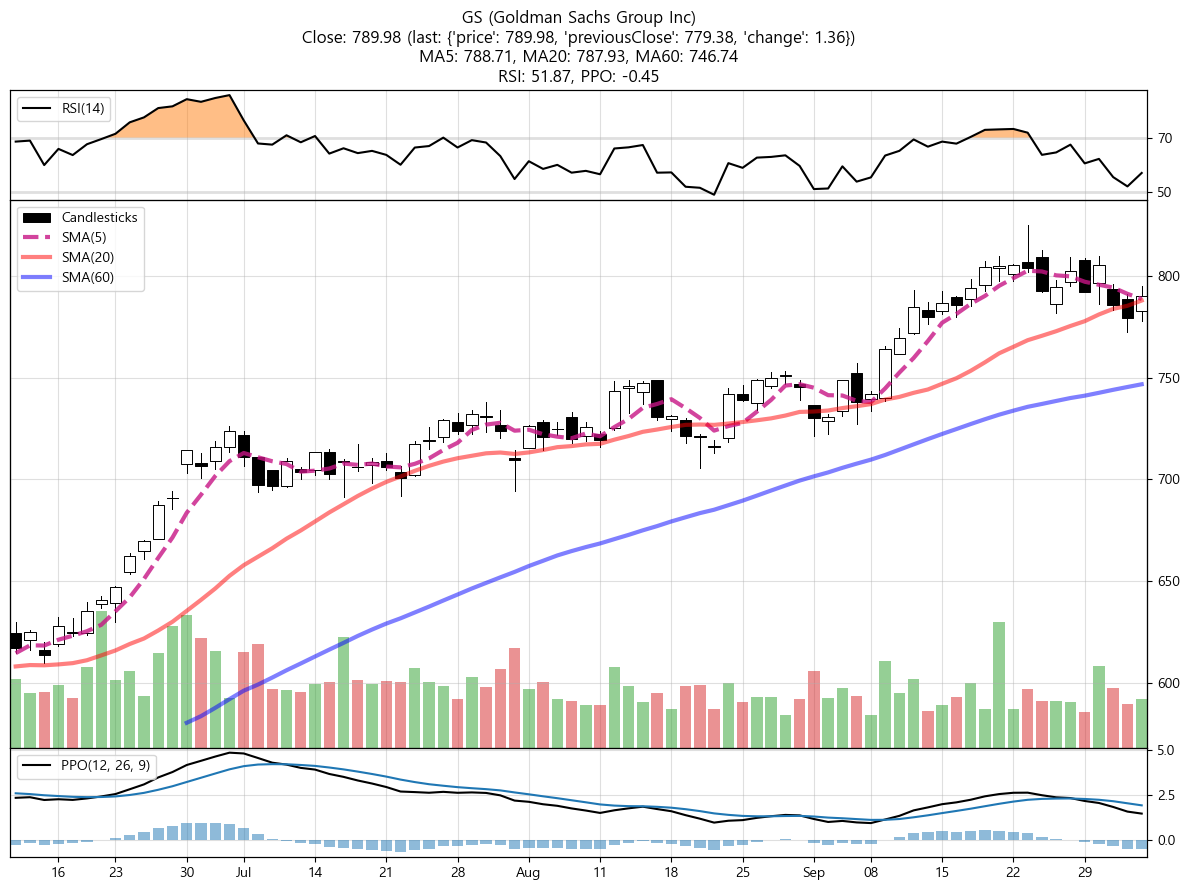 GS (Goldman Sachs Group Inc)
Close: 789.98 (last: {'price': 789.98, 'previousClose': 779.38, 'change': 1.36})
MA5: 788.71, MA20: 787.93, MA60: 746.74
RSI: 51.87, PPO: -0.45
RSI(14)
70
50
Candlesticks
SMA(5)
SMA(20)
SMA(60)
800
750
700
650
600
PPO(12, 26, 9)
5.0
2.5
0.0
16 23 30 Jul 14 21 28 Aug 11 18 25 Sep 08 15 22 29